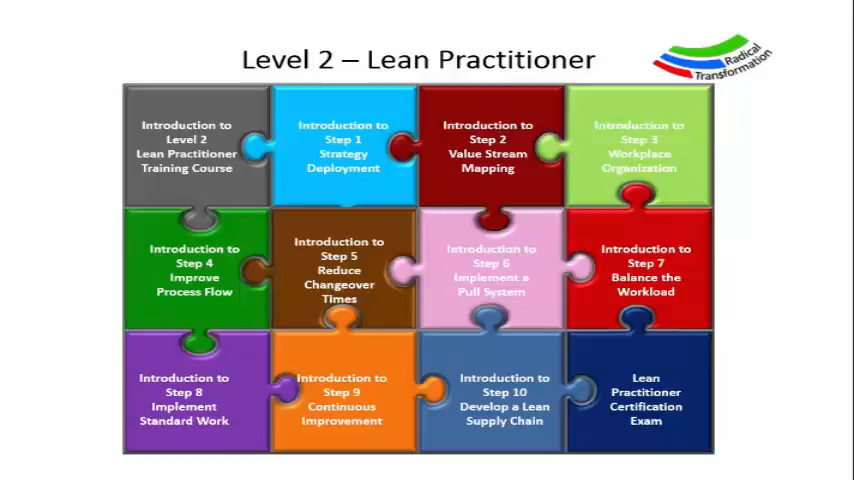 Level 2 – Lean Practitioner
Radical
Transformation
Introduction to
Level 2
Lean Practitioner
Training Course
Introduction to
Step 1
Strategy
Deployment
Introduction to
Step 2
Value Stream
Mapping
Introduction to
Step 3
Workplace
Organization
Introduction to
Step 4
Improve
Process Flow
Introduction to
Step 5
Reduce
Changeover
Times
Introduction to
Step 6
Implement a
Pull System
Introduction to
Step 7
Balance the
Workload
Introduction to
Step 8
Implement
Standard Work
Introduction to
Step 9
Continuous
Improvement
Introduction to
Step 10
Develop a Lean
Supply Chain
Lean
Practitioner
Certification
Exam